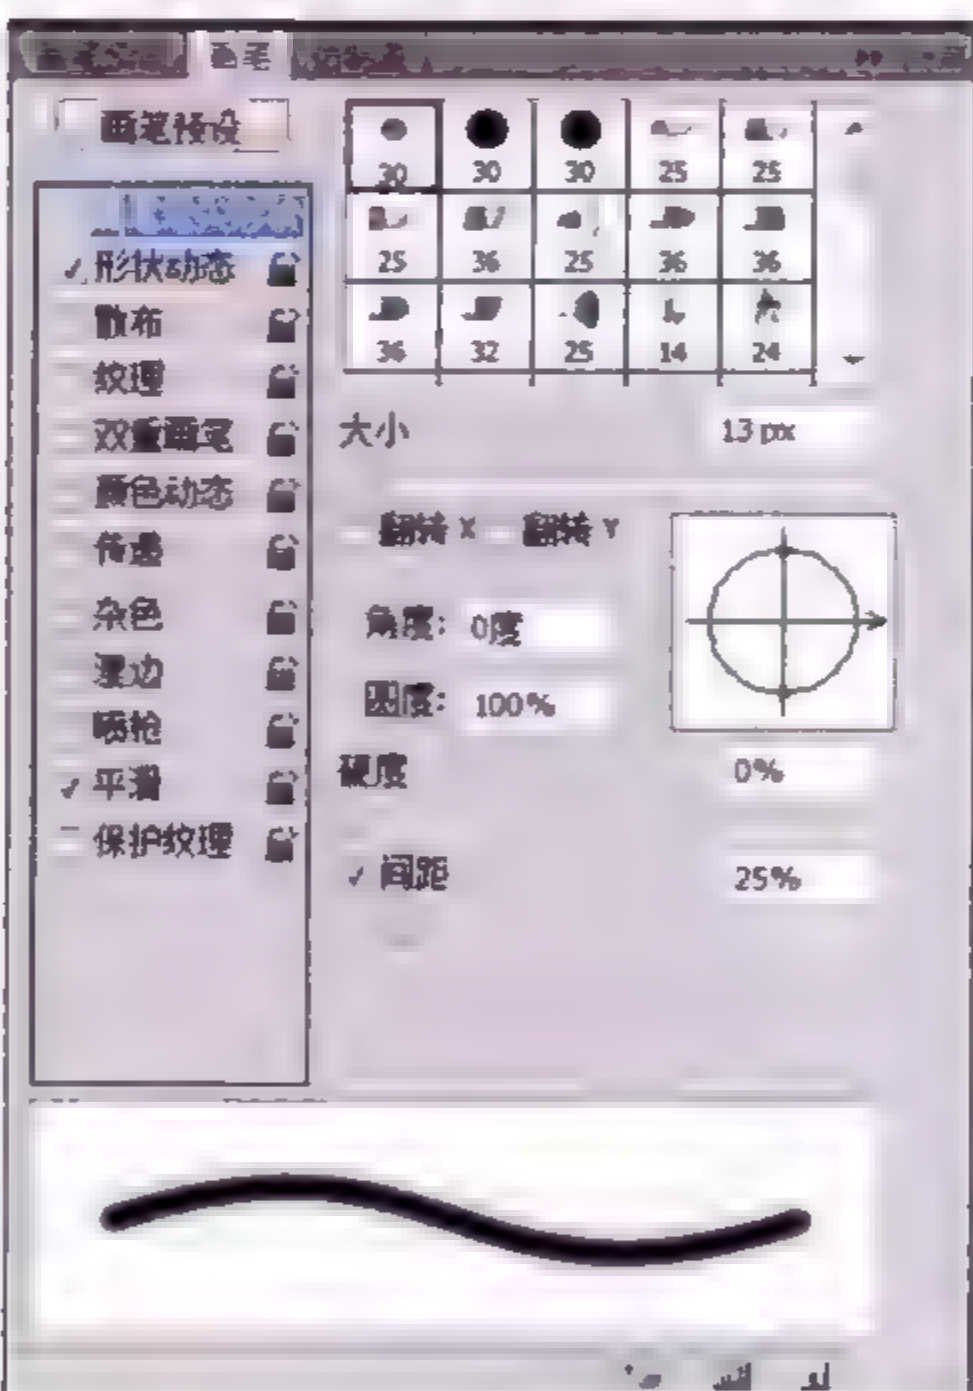 画笔
画笔预设
30 30 30 25 25
25 36 25 36 36
36 32 25 14 24
形状动态
散布
纹理
双重画笔
颜色动态
传递
杂色
湿边
喷枪
平滑
保护纹理
大小 13 px
翻转 X 翻转 Y
角度: 0度
圆度: 100%
硬度 0%
间距 25%